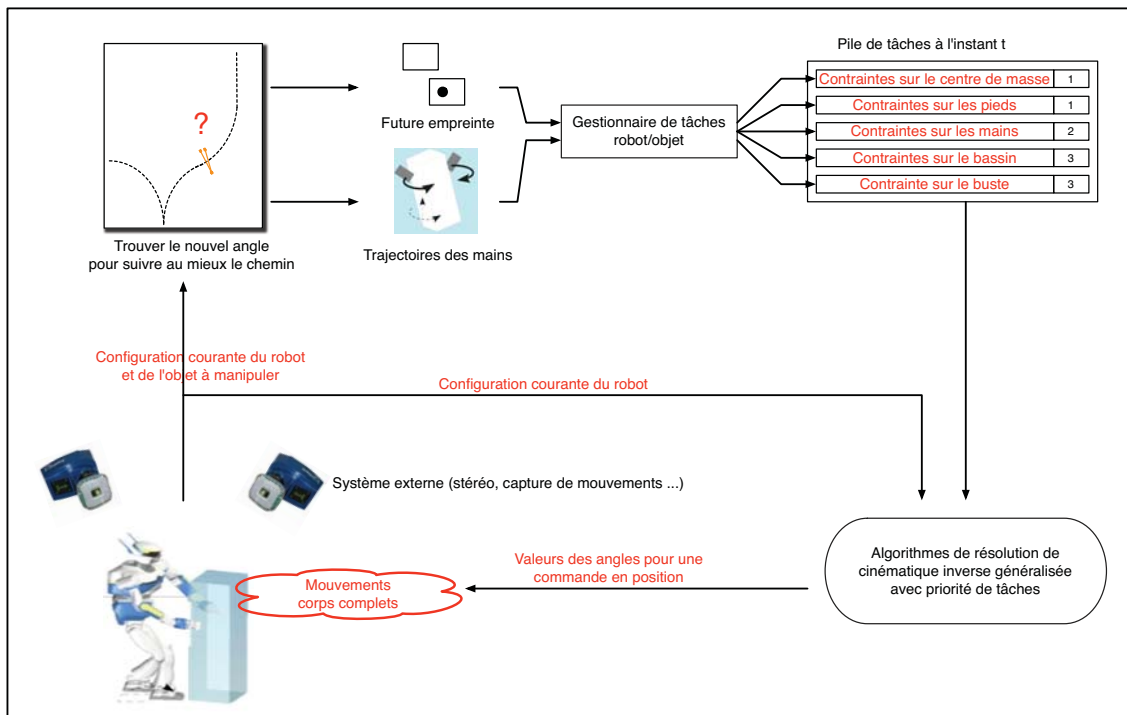 Pile de tâches à l'instant t
Contraintes sur le centre de masse 1
Contraintes sur les pieds 1
Contraintes sur les mains 2
Contraintes sur le bassin 3
Contrainte sur le buste 3
?
Future empreinte
Gestionnaire de tâches
robot/objet
Trouver le nouvel angle
pour suivre au mieux le chemin
Trajectoires des mains
Configuration courante du robot
et de l'objet à manipuler
Configuration courante du robot
Système externe (stéréo, capture de mouvements ...)
Valeurs des angles pour une
commande en position
Mouvements
corps complets
Algorithmes de résolution de
cinématique inverse généralisée
avec priorité de tâches